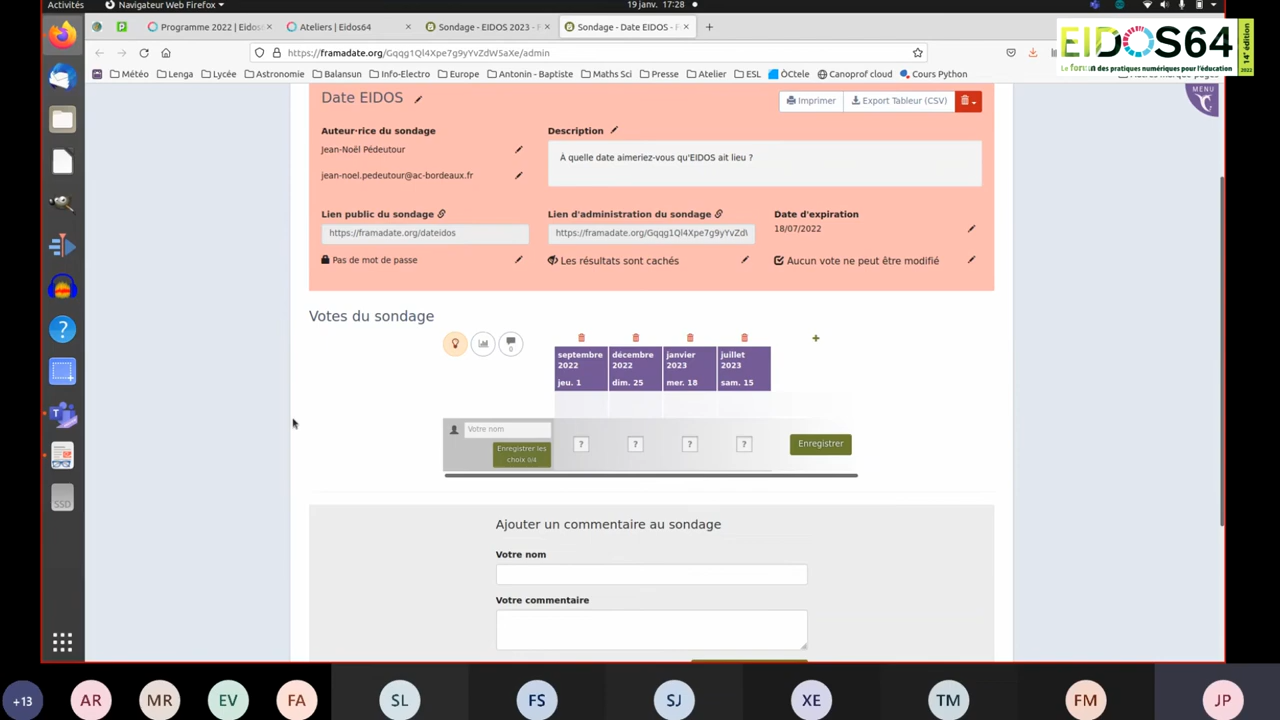 Activités
Navigateur Web Firefox
19 janv. 17:28
Programme 2022 | Eidos
Ateliers | Eidos64
Sondage - EIDOS 2023 - F
Sondage - Date EIDOS - F
https://framadate.org/Gqqg1Ql4Xpe7g9yYvZdW5aXe/admin
Météo Lenga Lycée Astronomie Balansun Info-Electro Europe Antonin - Baptiste Maths Sci Presse Atelier ESL ÒCtele Canoprof cloud Cours Python
EIDOS64
Le forum des pratiques numériques pour l'éducation
14e édition
2022
MENU
Date EIDOS
Imprimer
Export Tableur (CSV)
Auteur·rice du sondage
Description
Jean-Noël Pédeutour
À quelle date aimeriez-vous qu'EIDOS ait lieu ?
jean-noel.pedeutour@ac-bordeaux.fr
Lien public du sondage
Lien d'administration du sondage
Date d'expiration
https://framadate.org/dateidos
https://framadate.org/Gqqg1Ql4Xpe7g9yYvZdV
18/07/2022
Pas de mot de passe
Les résultats sont cachés
Aucun vote ne peut être modifié
Votes du sondage
0
septembre 2022
décembre 2022
janvier 2023
juillet 2023
jeu. 1
dim. 25
mer. 18
sam. 15
Votre nom
Enregistrer les
choix 0/4
? ? ? ?
Enregistrer
Ajouter un commentaire au sondage
Votre nom
Votre commentaire
SSD
+13 AR MR EV FA SL FS SJ XE TM FM JP